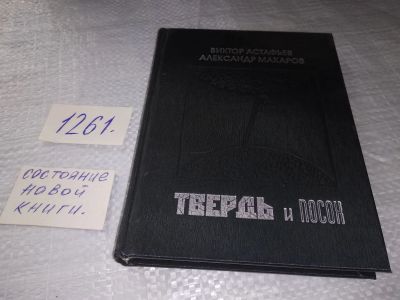 ВИКТОР АСТАФЬЕВ
АЛЕКСАНДР МАКАРОВ
ТВЕРДЬ и ПОСОХ
1261.
состояние
новой
книги.